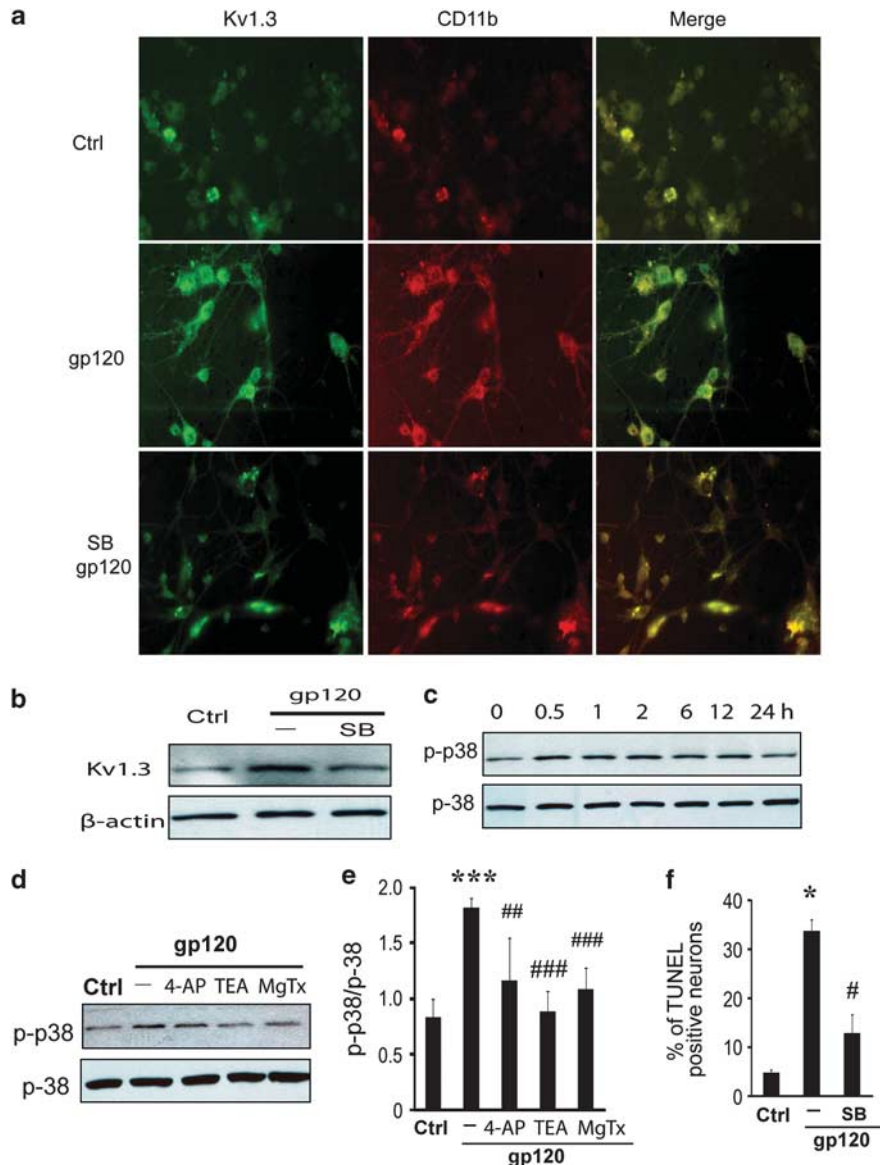 a
Kv1.3 CD11b Merge
Ctrl
gp120
SB
gp120
b
gp120
Ctrl — SB
Kv1.3
β-actin
c
0 0.5 1 2 6 12 24 h
p-p38
p-38
d
gp120
Ctrl — 4-AP TEA MgTx
p-p38
p-38
e
p-p38/p-38
2.0
1.5
1.0
0.5
0
***
##
###
###
Ctrl — 4-AP TEA MgTx
gp120
f
% of TUNEL
positive neurons
40
30
20
10
0
*
#
Ctrl — SB
gp120